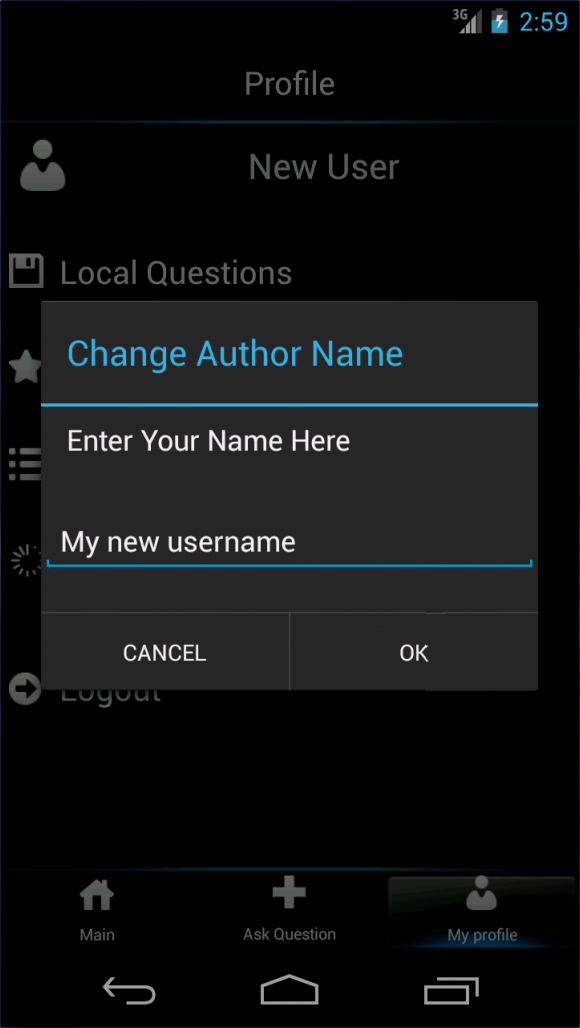 3G 2:59
Profile
New User
Local Questions
Change Author Name
Enter Your Name Here
My new username
CANCEL OK
Logout
Main Ask Question My profile